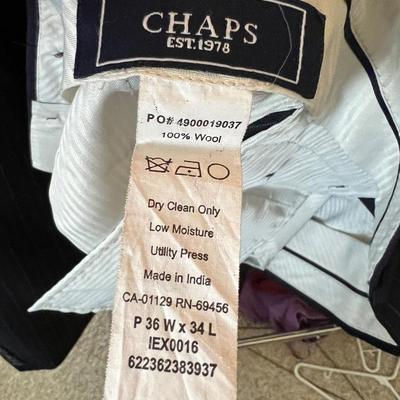 CHAPS
EST.1978
PO# 4900019037
100% Wool
Dry Clean Only
Low Moisture
Utility Press
Made in India
CA-01129 RN-69456
P 36 W x 34 L
IEX0016
622362383937